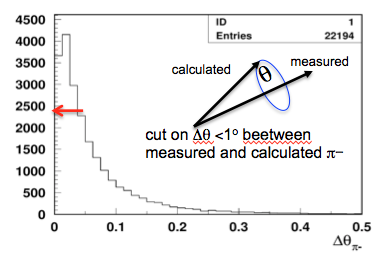 4500
4000
3500
3000
2500
2000
1500
1000
500
0
ID 1
Entries 22194
calculated
θ
measured
cut on Δθ <1° beetween
measured and calculated π−
0 0.1 0.2 0.3 0.4 0.5
Δθπ-